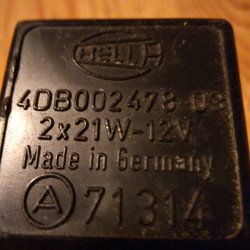 HELLA
4DB002478-03
2x21W-12V
Made in Germany
A 71314